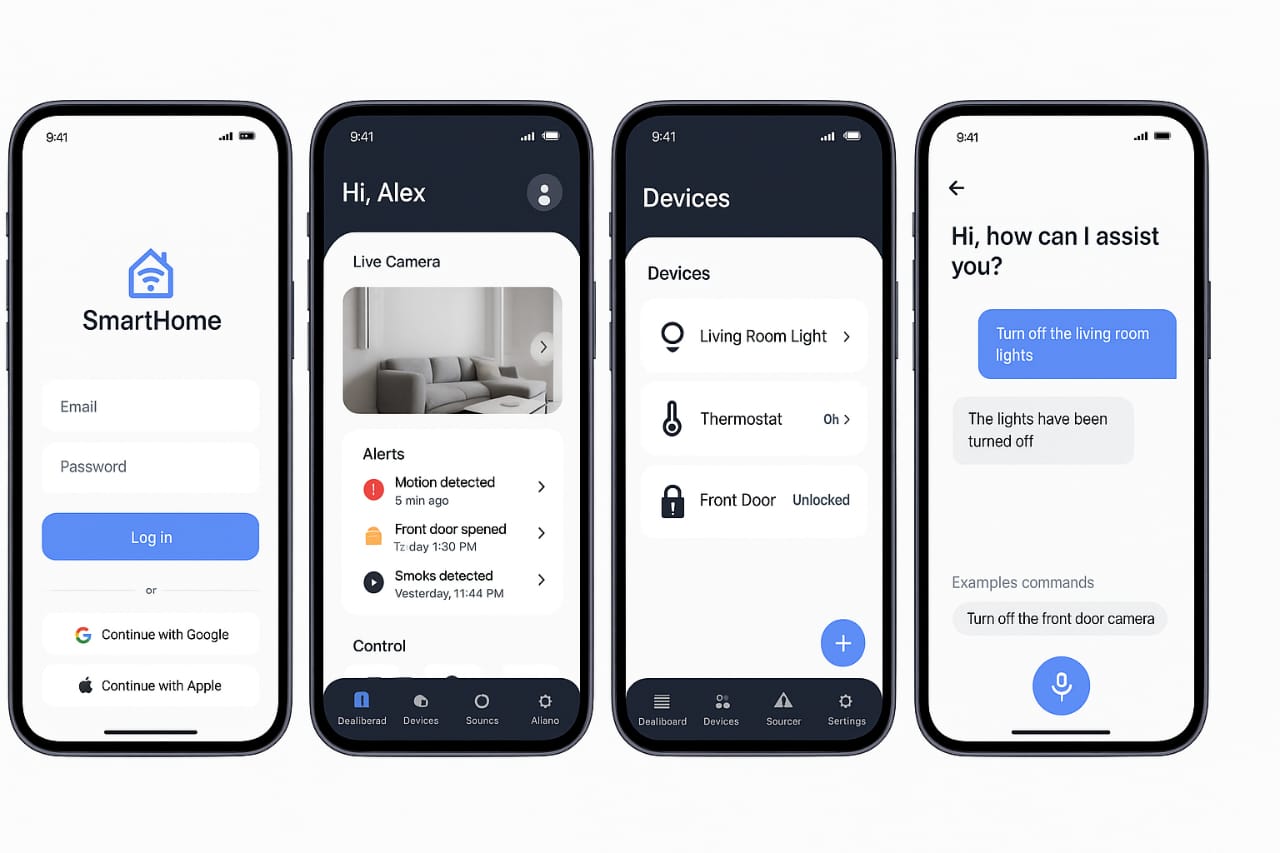 9:41
SmartHome
Email
Password
Log in
or
Continue with Google
Continue with Apple
9:41
Hi, Alex
Live Camera
Alerts
Motion detected
5 min ago
Front door spened
1:30 PM
Smoks detected
Vesterday, 11:44 PM
Control
Dealiberad
Devices
Souncs
Aliano
9:41
Devices
Devices
Living Room Light
Thermostat
Oh
Front Door
Unlocked
Dealiboard
Devices
Sourcer
Sertings
9:41
Hi, how can I assist
you?
Turn off the living room
lights
The lights have been
turned off
Examples commands
Turn off the front door camera